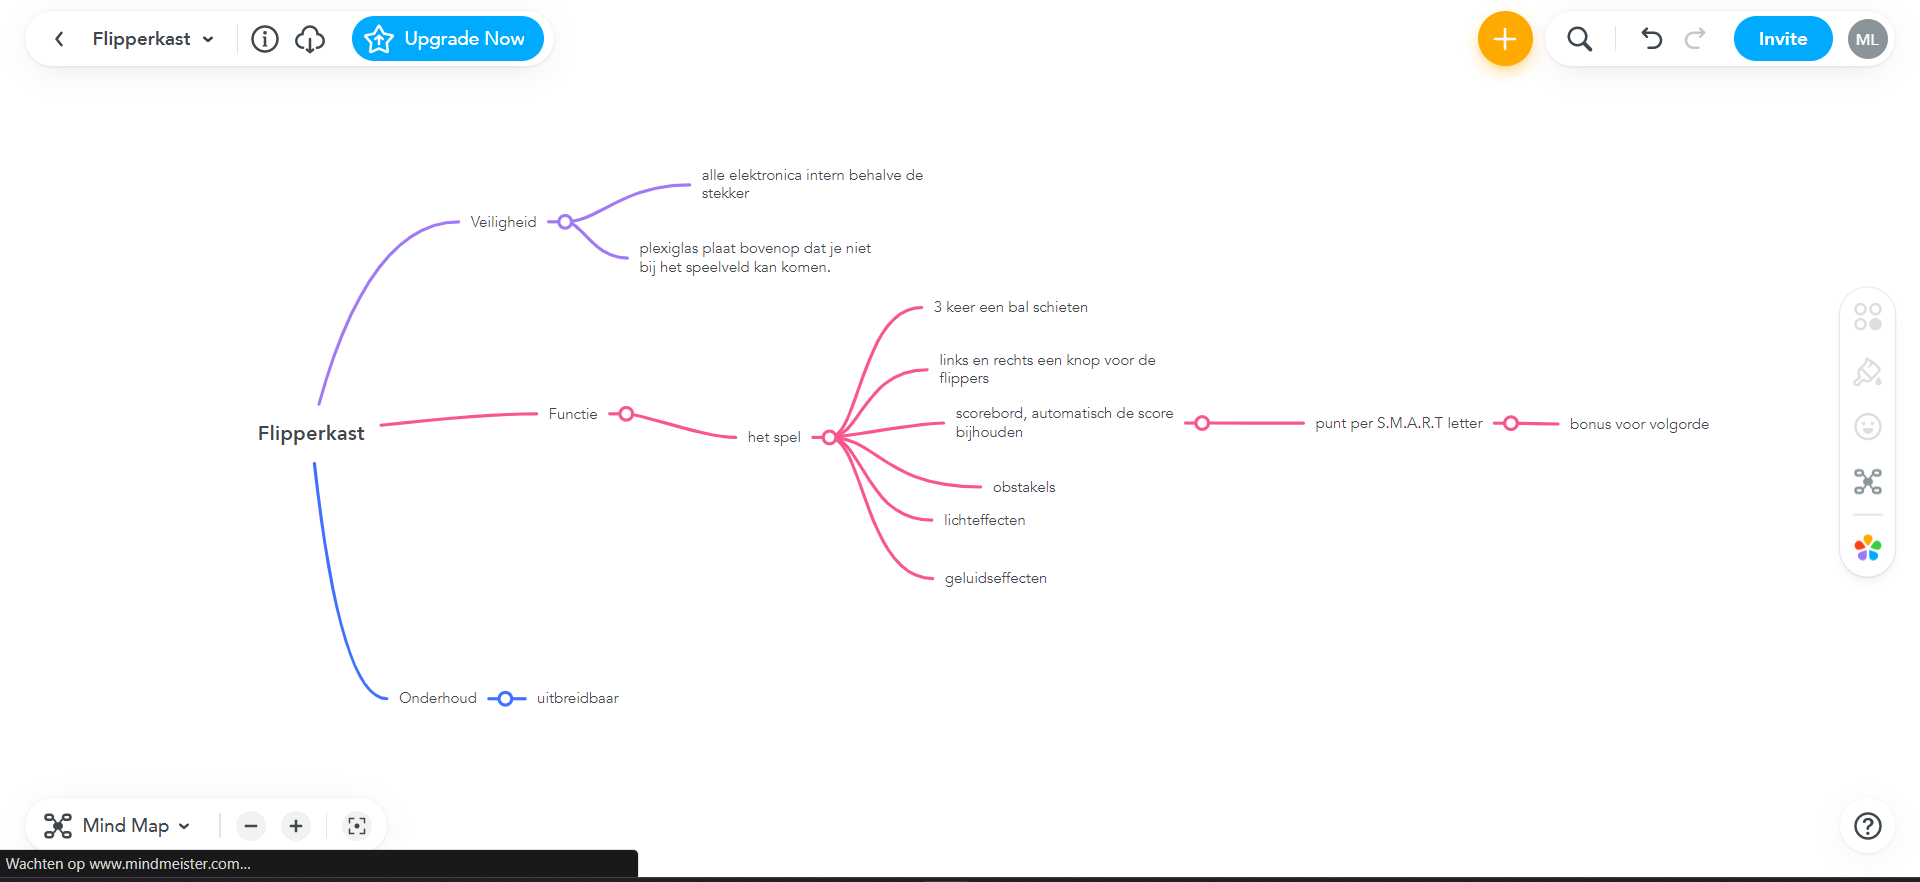 Flipperkast
Upgrade Now
Invite
ML
alle elektronica intern behalve de
stekker
Veiligheid
plexiglas plaat bovenop dat je niet
bij het speelveld kan komen.
3 keer een bal schieten
links en rechts een knop voor de
flippers
scorebord, automatisch de score
bijhouden
punt per S.M.A.R.T letter
bonus voor volgorde
Functie
het spel
Flipperkast
obstakels
lichteffecten
geluidseffecten
Onderhoud
uitbreidbaar
Mind Map
Wachten op www.mindmeister.com...